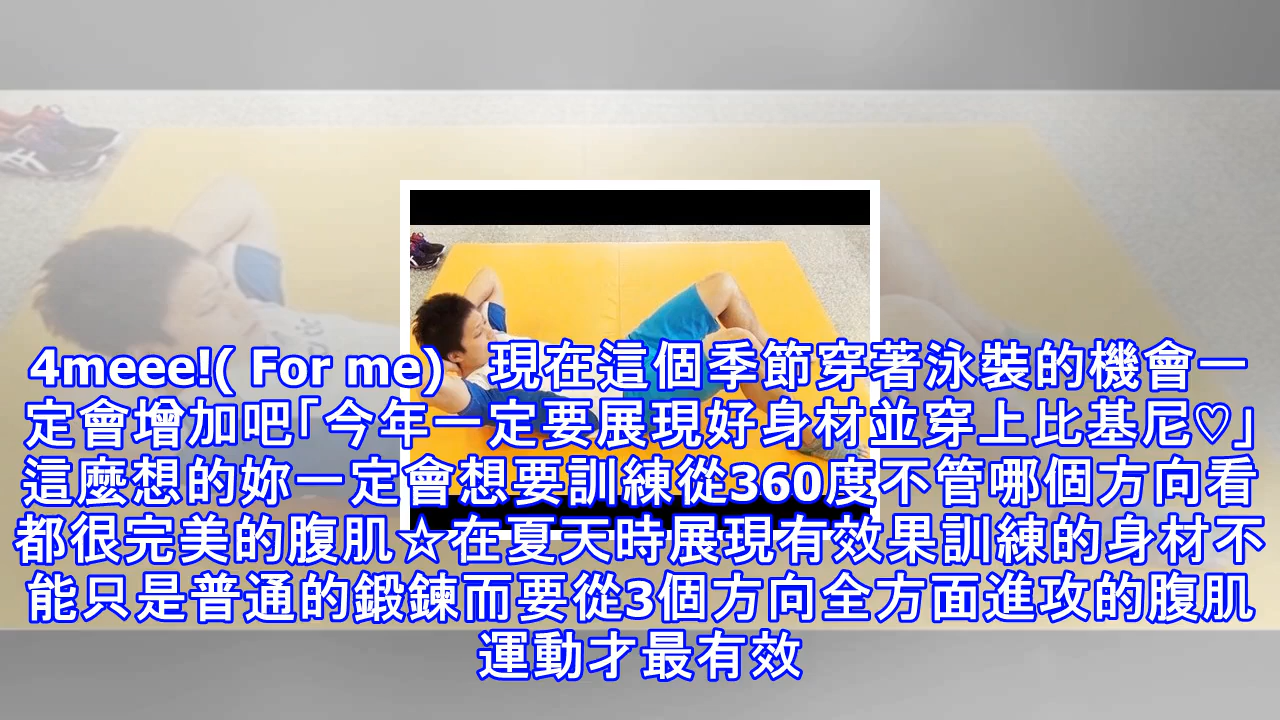 4meee!( For me)　現在這個季節穿著泳裝的機會一
定會增加吧「今年一定要展現好身材並穿上比基尼♡」
這麼想的妳一定會想要訓練從360度不管哪個方向看
都很完美的腹肌☆在夏天時展現有效果訓練的身材不
能只是普通的鍛鍊而要從3個方向全方面進攻的腹肌
運動才最有效